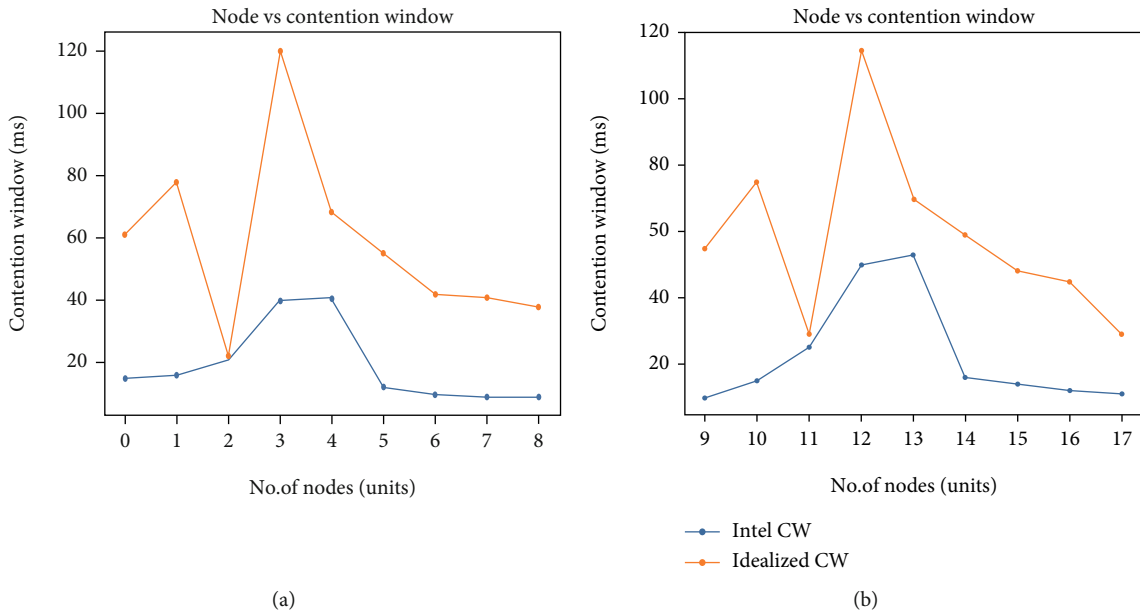 Node vs contention window
120
100
80
60
40
20
Contention window (ms)
0 1 2 3 4 5 6 7 8
No.of nodes (units)
(a)
Node vs contention window
120
100
80
50
40
20
Contention window (ms)
9 10 11 12 13 14 15 16 17
No.of nodes (units)
Intel CW
Idealized CW
(b)